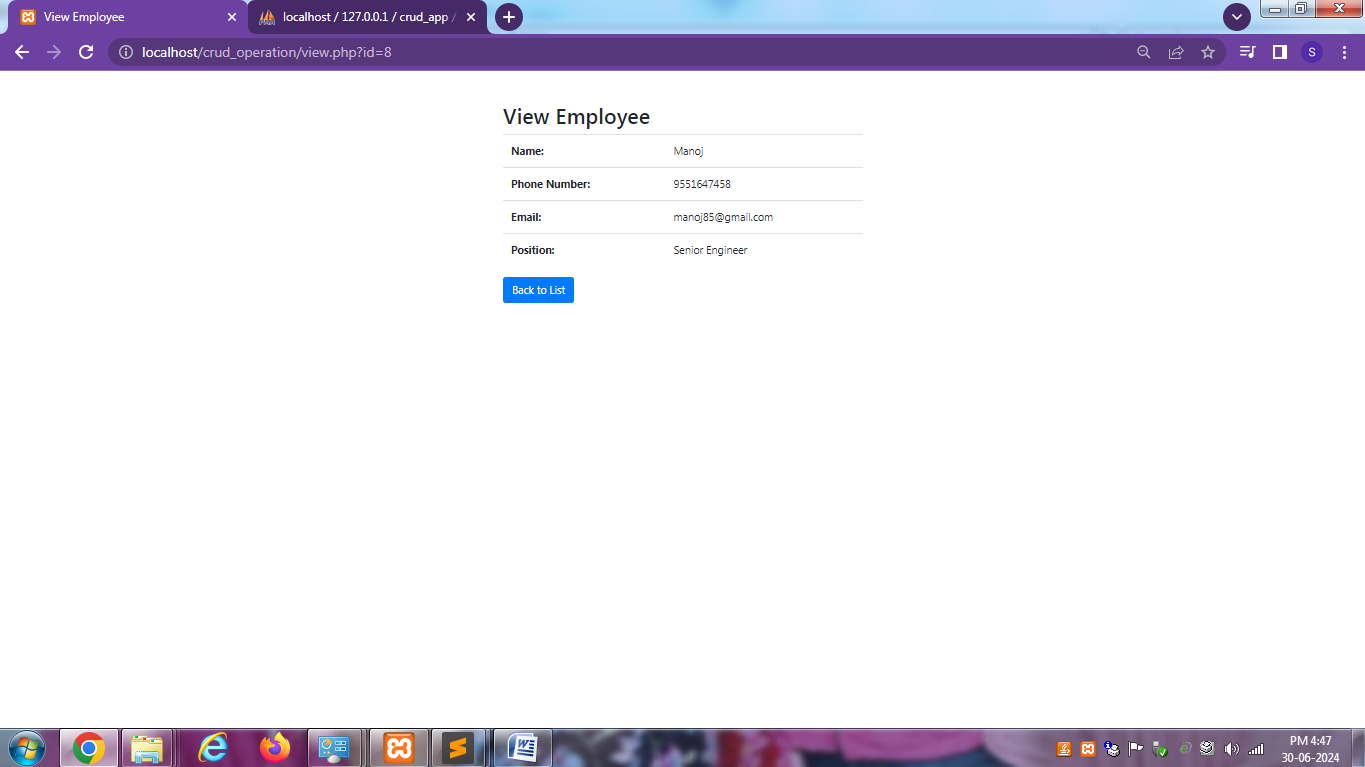 View Employee
localhost / 127.0.0.1 / crud_app /
localhost/crud_operation/view.php?id=8
S
View Employee
Name: Manoj
Phone Number: 9551647458
Email: manoj85@gmail.com
Position: Senior Engineer
Back to List
PM 4:47
30-06-2024